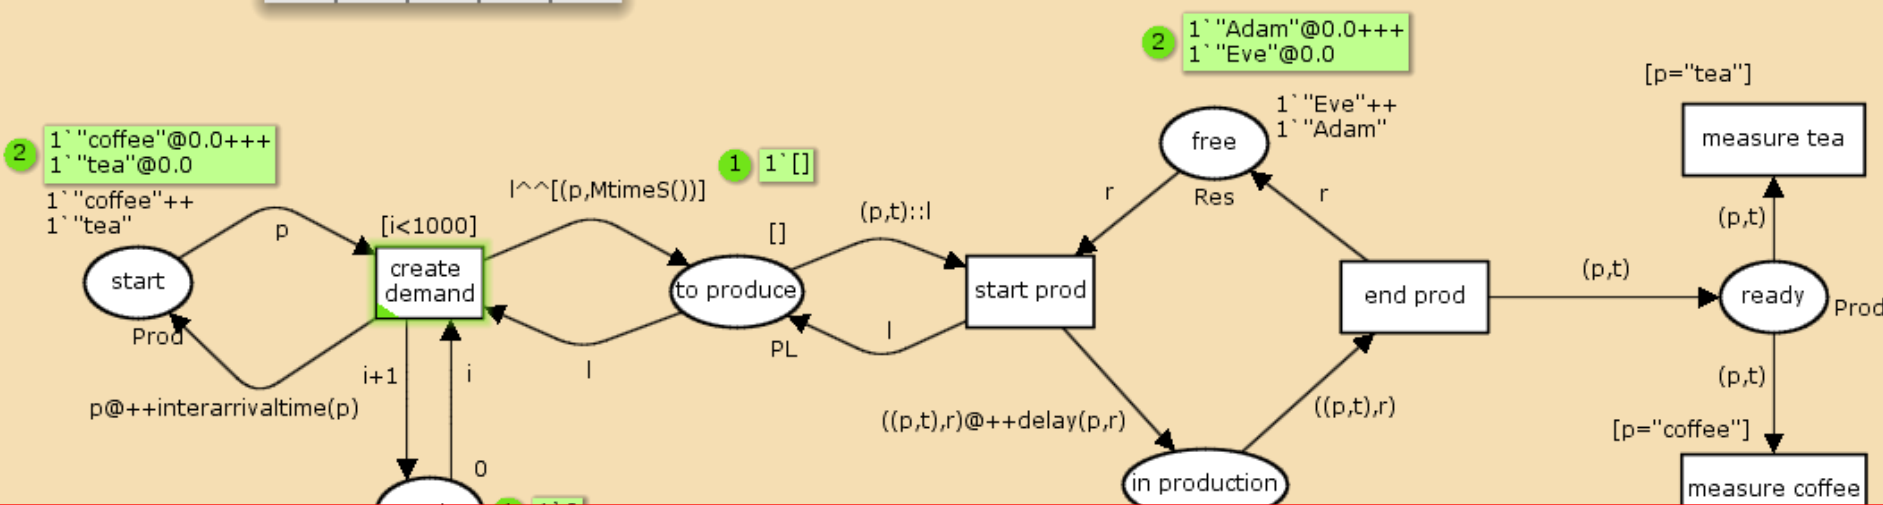 2
1`"Adam"@0.0+++
1`"Eve"@0.0
[p="tea"]
1`"Eve"++
1`"Adam"
free
Res
measure tea
2
1`"coffee"@0.0+++
1`"tea"@0.0
1`"coffee"++
1`"tea"
start
Prod
p
[i<1000]
create
demand
l^^[(p,MtimeS())]
1
1`[]
[]
to produce
PL
(p,t)::l
r
r
start prod
end prod
(p,t)
(p,t)
ready
Prod
l
l
i+1
i
p@++interarrivaltime(p)
0
((p,t),r)@++delay(p,r)
((p,t),r)
in production
(p,t)
[p="coffee"]
measure coffee